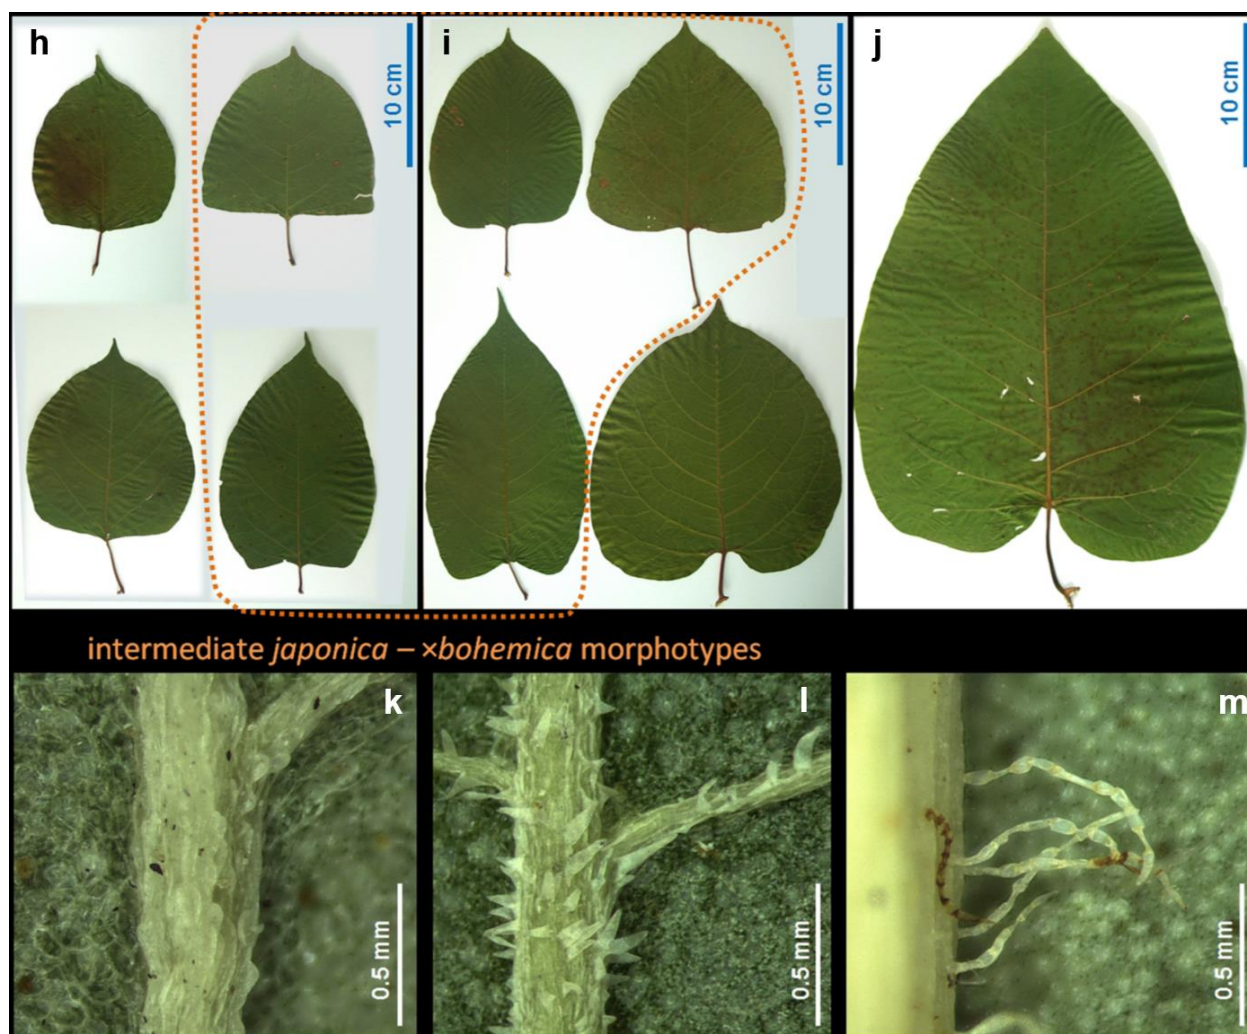 h
10 cm
i
10 cm
j
10 cm
intermediate japonica – ×bohemica morphotypes
k
0.5 mm
l
0.5 mm
m
0.5 mm